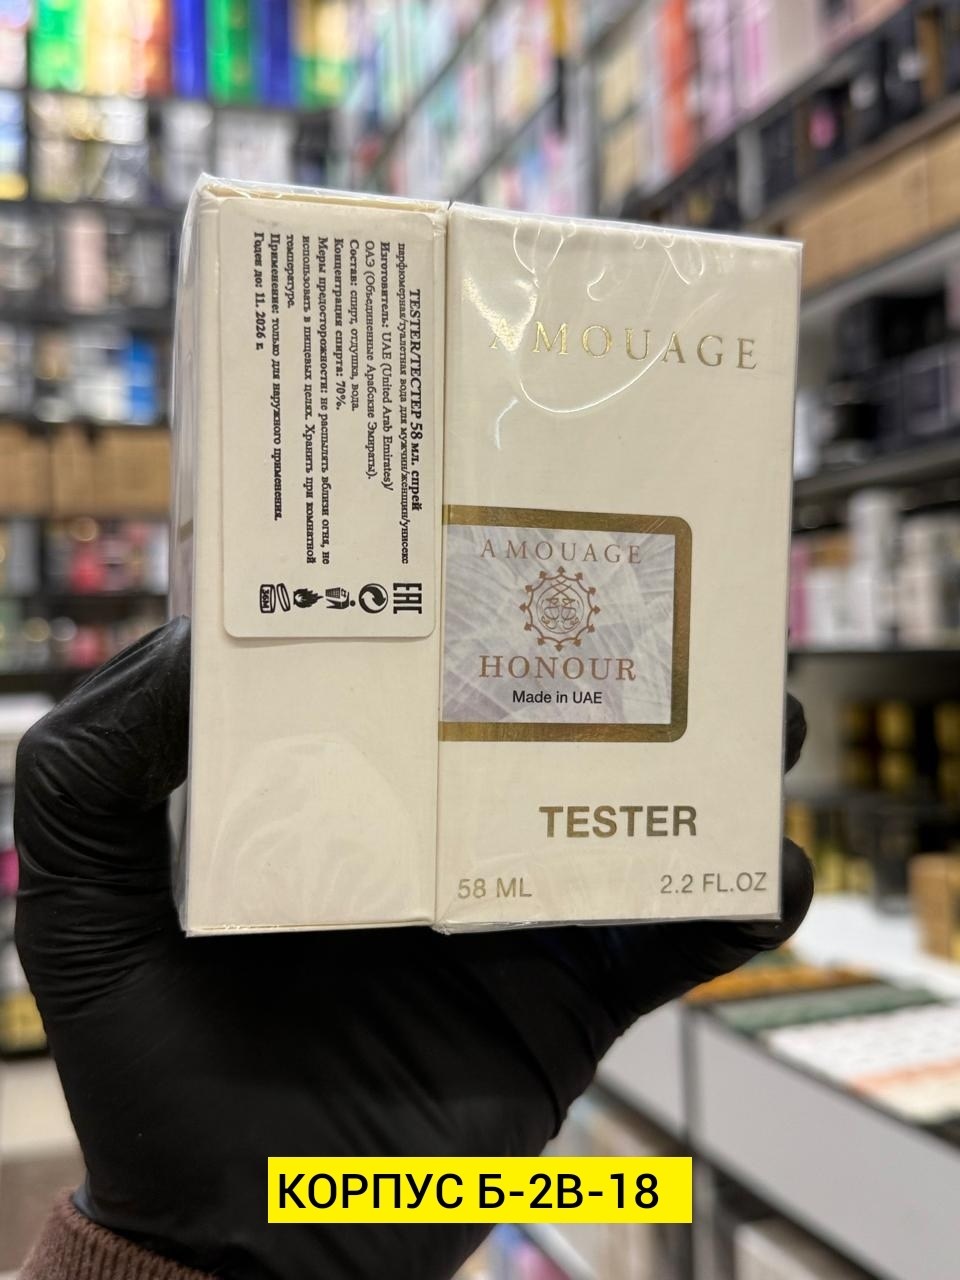 TESTER/ТЕСТЕР 58 мл. спрей
парфюмерная/туалетная вода для мужчин/женщин/унисекс
Изготовитель: UAE (United Arab Emirates)/
ОАЭ (Объединенные Арабские Эмираты).
Состав: спирт, отдушка, вода.
Концентрация спирта: 70%.
Меры предосторожности: не распылять вблизи огня, не
использовать в пищевых целях. Хранить при комнатной
температуре.
Применение: только для наружного применения.
Годен до: 11. 2026 г.
EAC
36M
AMOUAGE
AMOUAGE
HONOUR
Made in UAE
TESTER
58 ML 2.2 FL.OZ
КОРПУС Б-2В-18